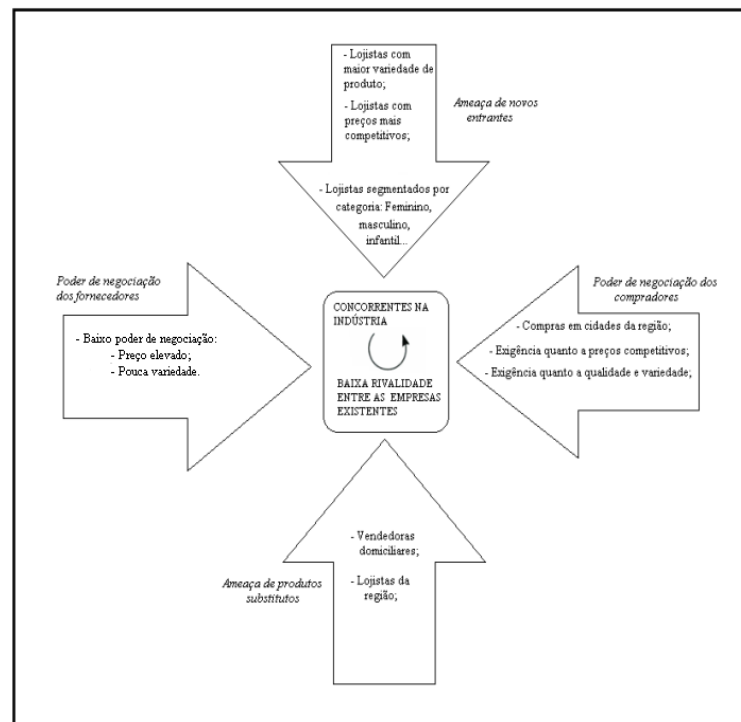 - Lojistas com
maior variedade de
produto;
- Lojistas com
preços mais
competitivos;
- Lojistas segmentados por
categoria: Feminino,
masculino,
infantil...
Ameaça de novos
entrantes
Poder de negociação
dos fornecedores
- Baixo poder de negociação:
- Preço elevado;
- Pouca variedade.
CONCORRENTES NA
INDÚSTRIA
BAIXA RIVALIDADE
ENTRE AS EMPRESAS
EXISTENTES
Poder de negociação dos
compradores
- Compras em cidades da região;
- Exigência quanto a preços competitivos;
- Exigência quanto a qualidade e variedade;
- Vendedoras
domiciliares;
- Lojistas da
região;
Ameaça de produtos
substitutos